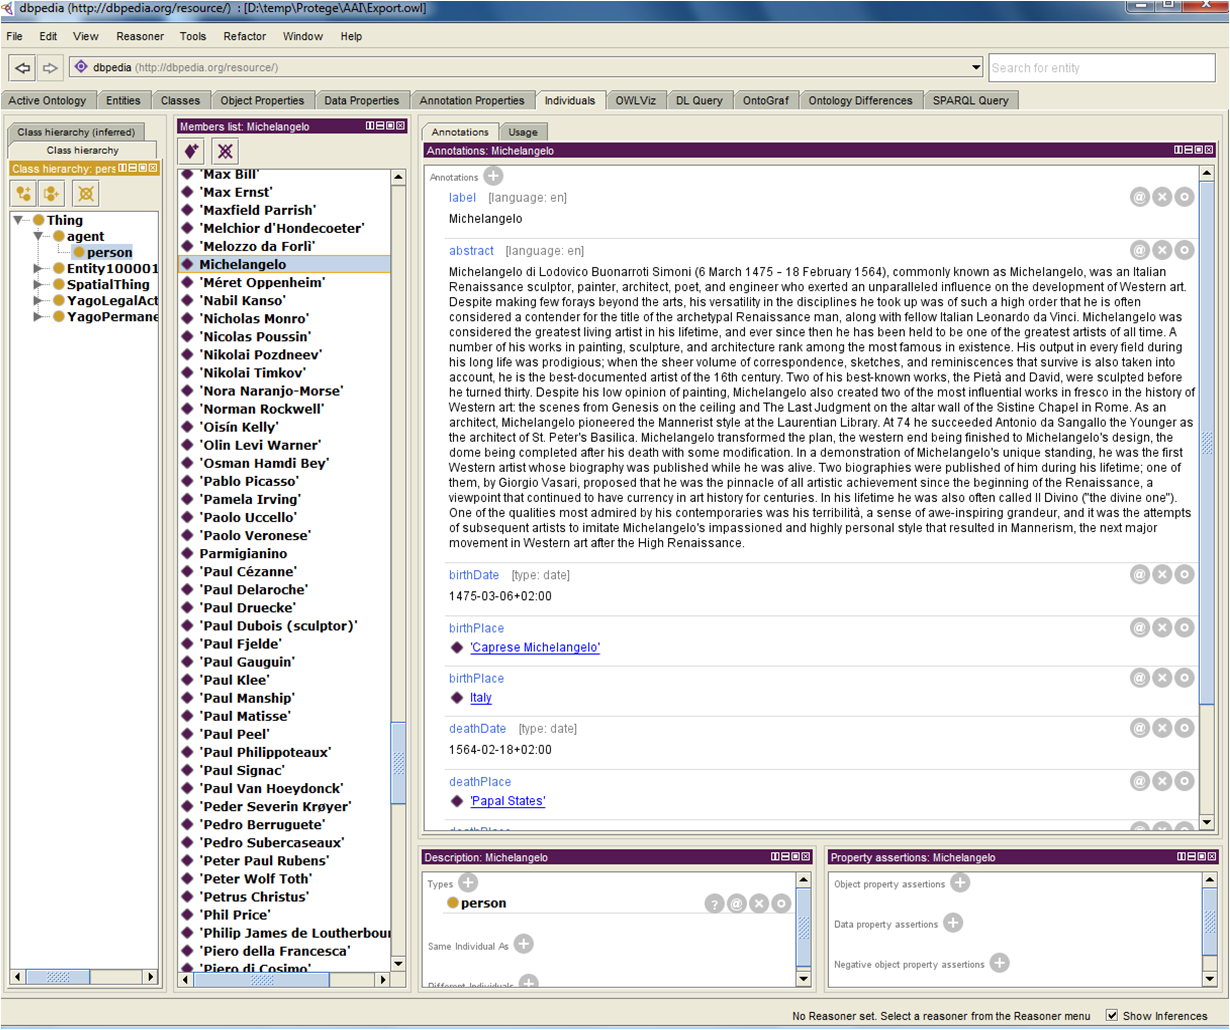 dbpedia (http://dbpedia.org/resource/) : [D:\temp\Protege\AAI\Export.owl]
File Edit View Reasoner Tools Refactor Window Help
dbpedia (http://dbpedia.org/resource/)
Search for entity
Active Ontology Entities Classes Object Properties Data Properties Annotation Properties Individuals OWLViz DL Query OntoGraf Ontology Differences SPARQL Query
Class hierarchy (inferred)
Class hierarchy
Class hierarchy: pers
Thing
agent
person
Entity100001
SpatialThing
YagoLegalAct
YagoPermane
Members list: Michelangelo
'Max Bill'
'Max Ernst'
'Maxfield Parrish'
'Melchior d'Hondecoeter'
'Melozzo da Forlì'
Michelangelo
'Méret Oppenheim'
'Nabil Kanso'
'Nicholas Monro'
'Nicolas Poussin'
'Nikolai Pozdneev'
'Nikolai Timkov'
'Nora Naranjo-Morse'
'Norman Rockwell'
'Oisín Kelly'
'Olin Levi Warner'
'Osman Hamdi Bey'
'Pablo Picasso'
'Pamela Irving'
'Paolo Uccello'
'Paolo Veronese'
Parmigianino
'Paul Cézanne'
'Paul Delaroche'
'Paul Druecke'
'Paul Dubois (sculptor)'
'Paul Fjelde'
'Paul Gauguin'
'Paul Klee'
'Paul Manship'
'Paul Matisse'
'Paul Peel'
'Paul Philippoteaux'
'Paul Signac'
'Paul Van Hoeydonck'
'Peder Severin Krøyer'
'Pedro Berruguete'
'Pedro Subercaseaux'
'Peter Paul Rubens'
'Peter Wolf Toth'
'Petrus Christus'
'Phil Price'
'Philip James de Loutherbour
'Piero della Francesca'
'Piero di Cosimo'
Annotations Usage
Annotations: Michelangelo
Annotations
label [language: en]
Michelangelo
abstract [language: en]
Michelangelo di Lodovico Buonarroti Simoni (6 March 1475 - 18 February 1564), commonly known as Michelangelo, was an Italian
Renaissance sculptor, painter, architect, poet, and engineer who exerted an unparalleled influence on the development of Western art.
Despite making few forays beyond the arts, his versatility in the disciplines he took up was of such a high order that he is often
considered a contender for the title of the archetypal Renaissance man, along with fellow Italian Leonardo da Vinci. Michelangelo was
considered the greatest living artist in his lifetime, and ever since then he has been held to be one of the greatest artists of all time. A
number of his works in painting, sculpture, and architecture rank among the most famous in existence. His output in every field during
his long life was prodigious; when the sheer volume of correspondence, sketches, and reminiscences that survive is also taken into
account, he is the best-documented artist of the 16th century. Two of his best-known works, the Pietà and David, were sculpted before
he turned thirty. Despite his low opinion of painting, Michelangelo also created two of the most influential works in fresco in the history of
Western art: the scenes from Genesis on the ceiling and The Last Judgment on the altar wall of the Sistine Chapel in Rome. As an
architect, Michelangelo pioneered the Mannerist style at the Laurentian Library. At 74 he succeeded Antonio da Sangallo the Younger as
the architect of St. Peter's Basilica. Michelangelo transformed the plan, the western end being finished to Michelangelo's design, the
dome being completed after his death with some modification. In a demonstration of Michelangelo's unique standing, he was the first
Western artist whose biography was published while he was alive. Two biographies were published of him during his lifetime; one of
them, by Giorgio Vasari, proposed that he was the pinnacle of all artistic achievement since the beginning of the Renaissance, a
viewpoint that continued to have currency in art history for centuries. In his lifetime he was also often called Il Divino ("the divine one").
One of the qualities most admired by his contemporaries was his terribilità, a sense of awe-inspiring grandeur, and it was the attempts
of subsequent artists to imitate Michelangelo's impassioned and highly personal style that resulted in Mannerism, the next major
movement in Western art after the High Renaissance.
birthDate [type: date]
1475-03-06+02:00
birthPlace
'Caprese Michelangelo'
birthPlace
Italy
deathDate [type: date]
1564-02-18+02:00
deathPlace
'Papal States'
deathPlace
Description: Michelangelo
Types
person
Same Individual As
Different Individuals
Property assertions: Michelangelo
Object property assertions
Data property assertions
Negative object property assertions
No Reasoner set. Select a reasoner from the Reasoner menu Show Inferences